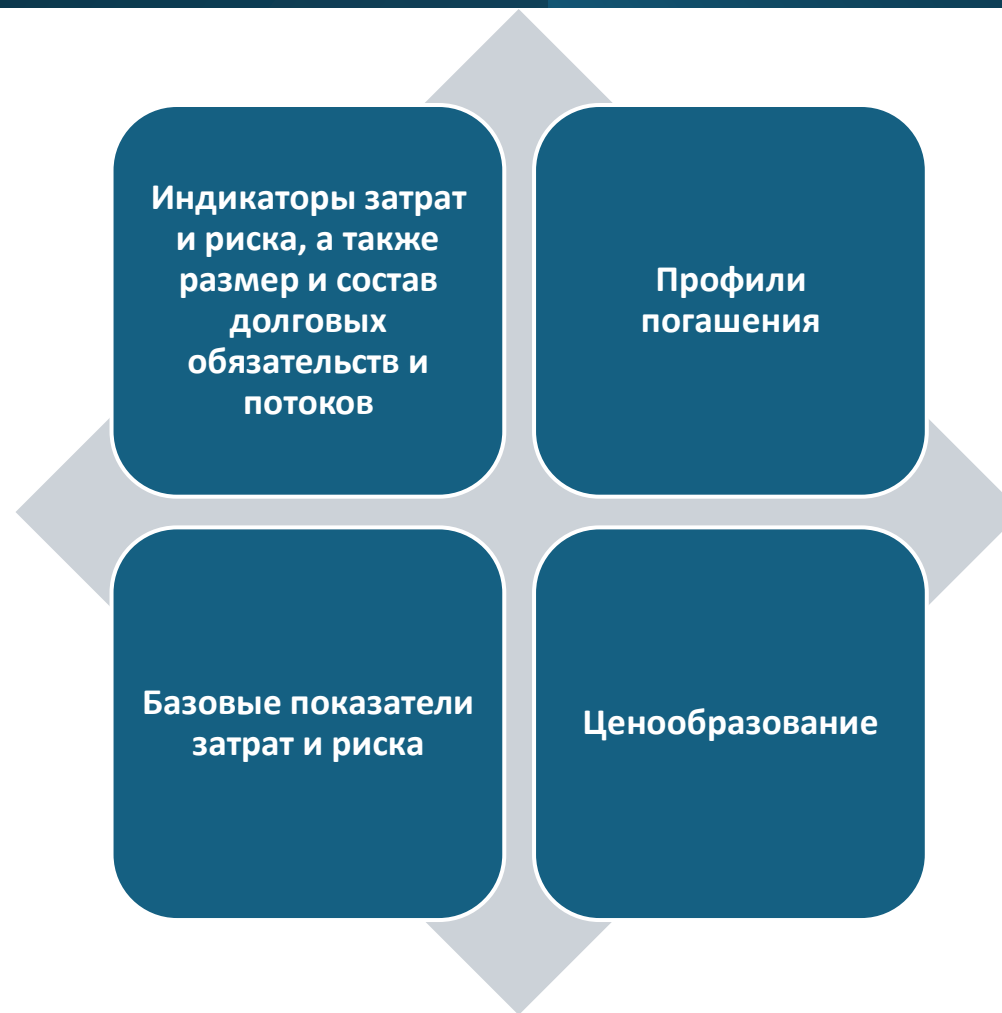 Индикаторы затрат
и риска, а также
размер и состав
долговых
обязательств и
потоков
Профили
погашения
Базовые показатели
затрат и риска
Ценообразование